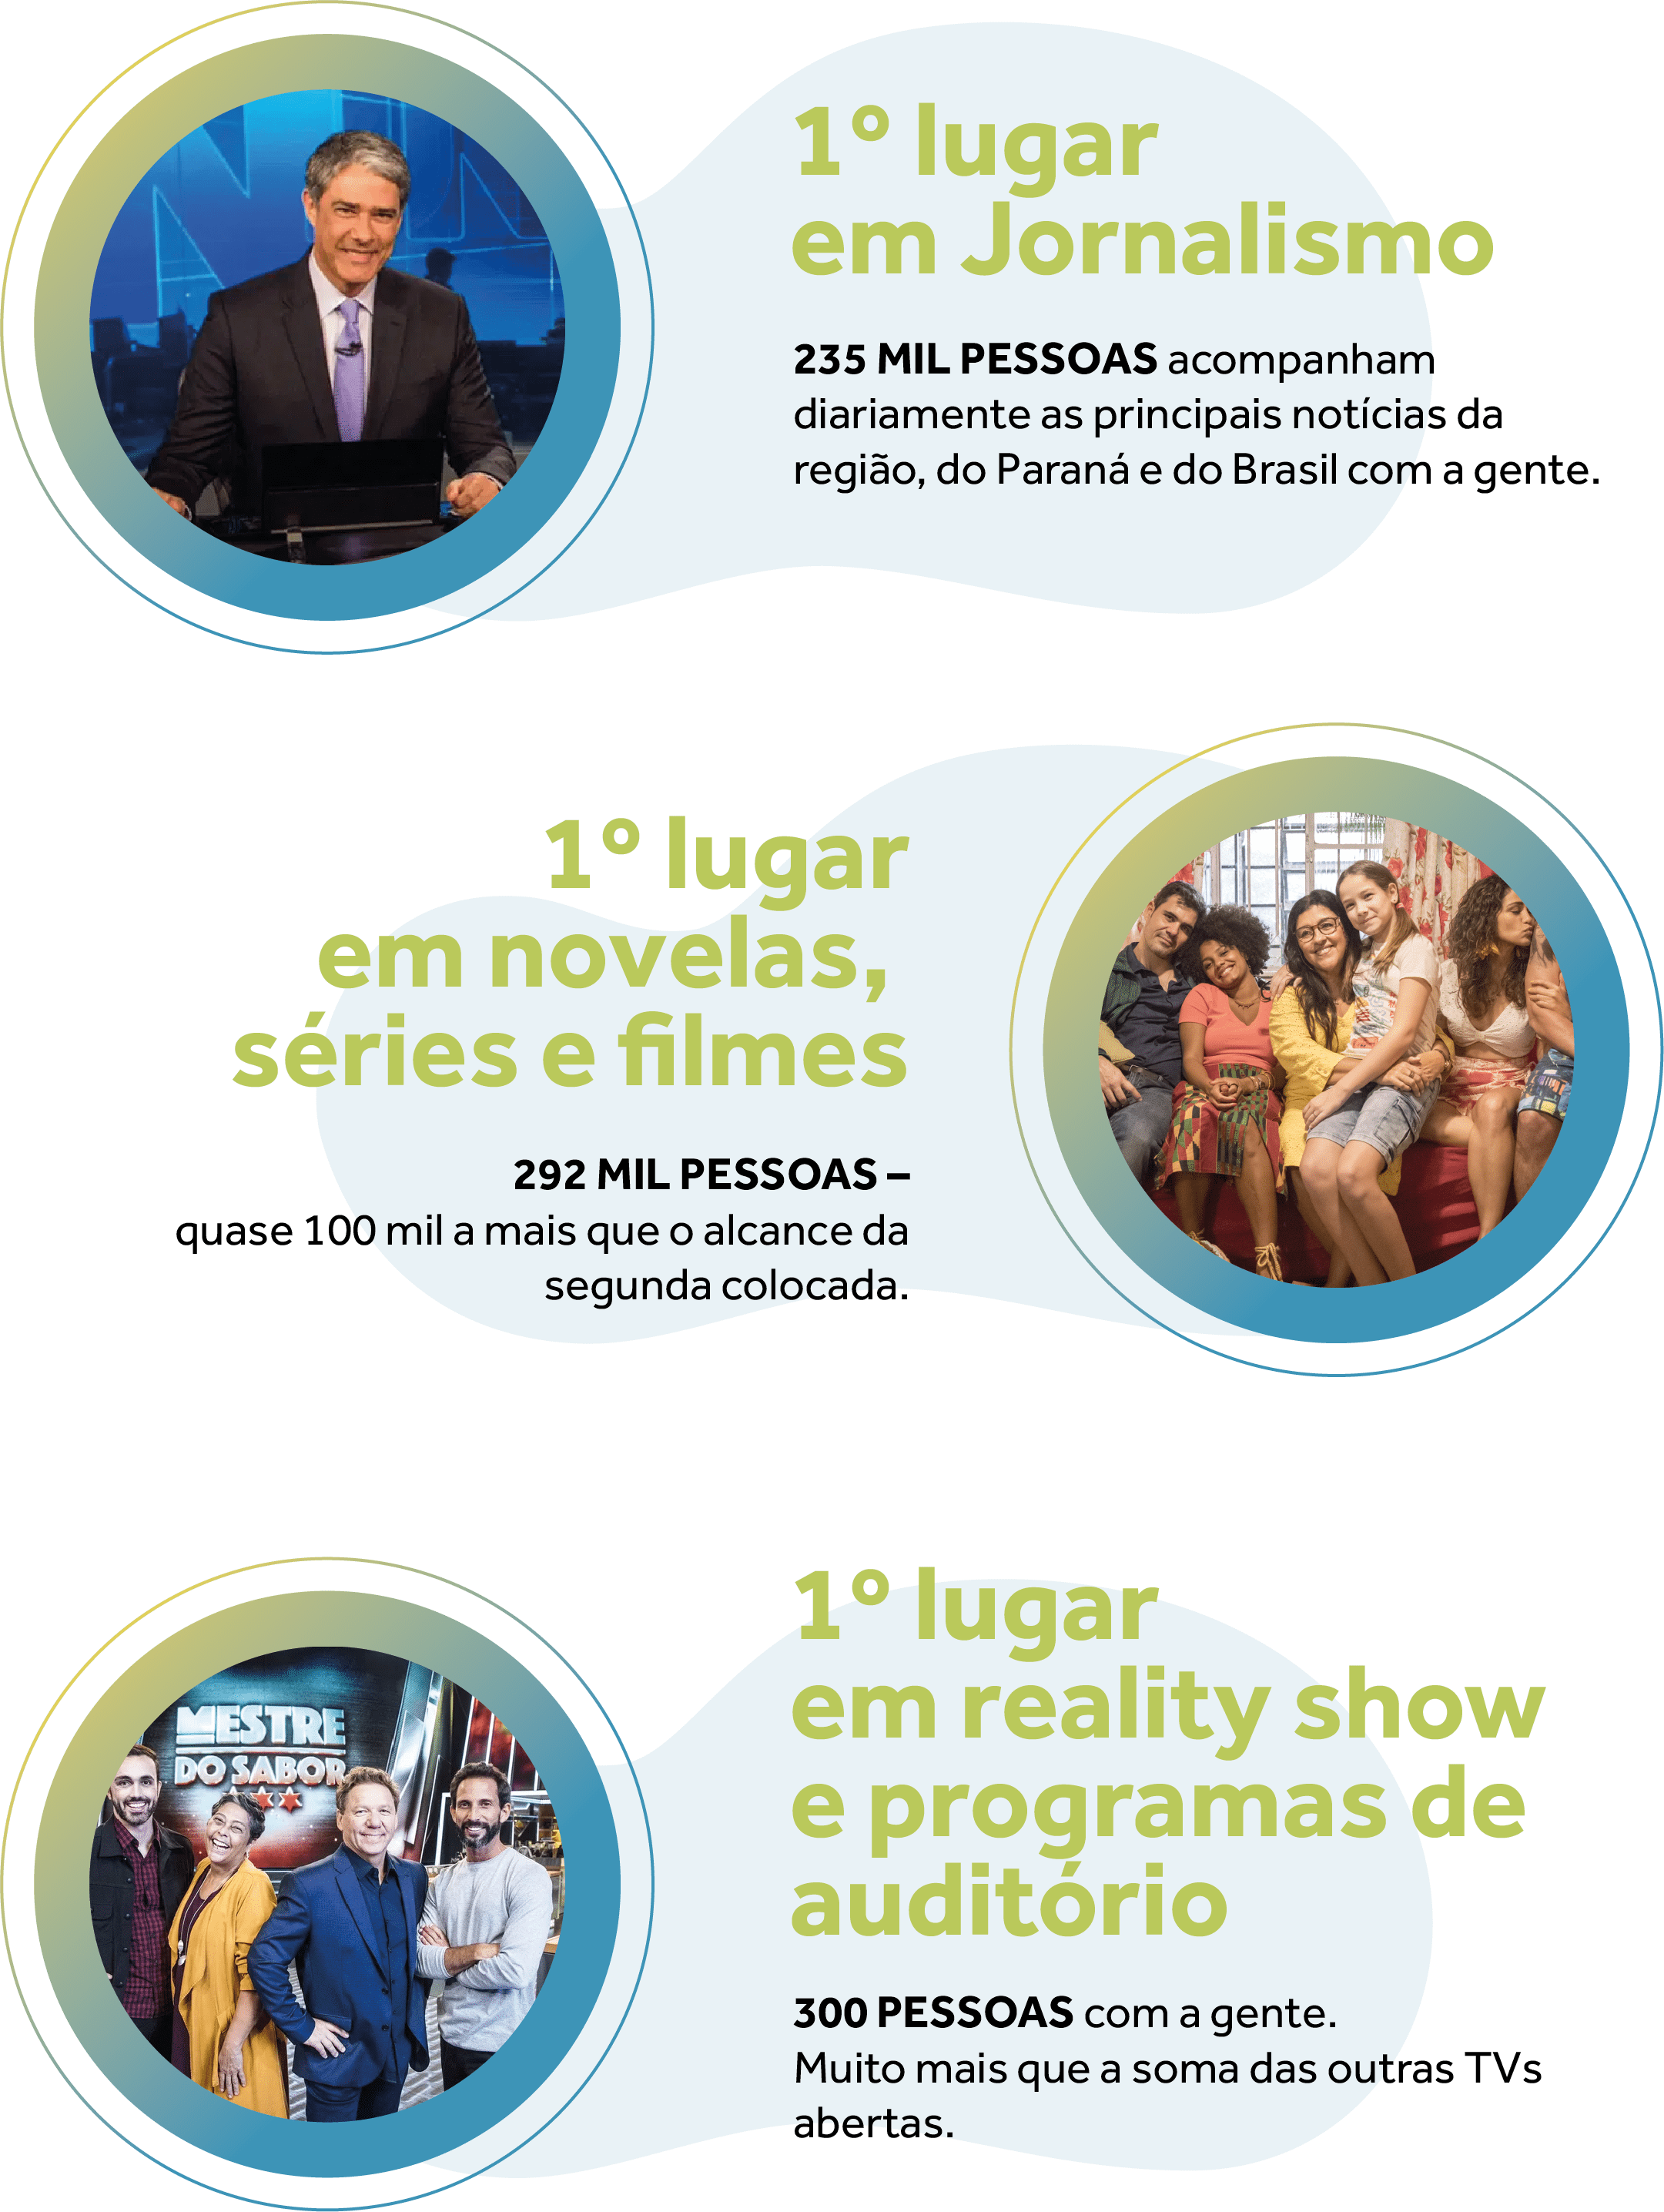 1º lugar
em Jornalismo
235 MIL PESSOAS acompanham
diariamente as principais notícias da
região, do Paraná e do Brasil com a gente.
1º lugar
em novelas,
séries e filmes
292 MIL PESSOAS –
quase 100 mil a mais que o alcance da
segunda colocada.
MESTRE
DO SABOR
1º lugar
em reality show
e programas de
auditório
300 PESSOAS com a gente.
Muito mais que a soma das outras TVs
abertas.